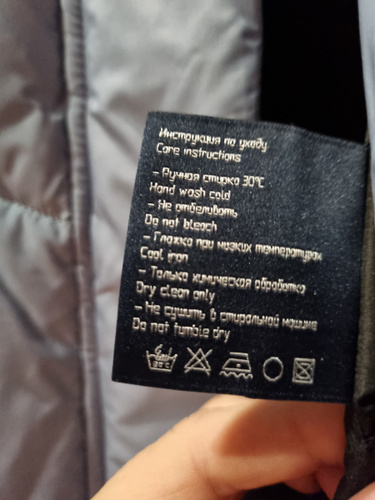 Инструкция по уходу
Care instructions
– Ручная стирка 30℃
Hand wash cold
– Не отбеливать
Do not bleach
– Глажка при низких температурах
Cool iron
– Только химическая обработка
Dry clean only
– Не сушить в стиральной машине
Do not tumble dry
30°C